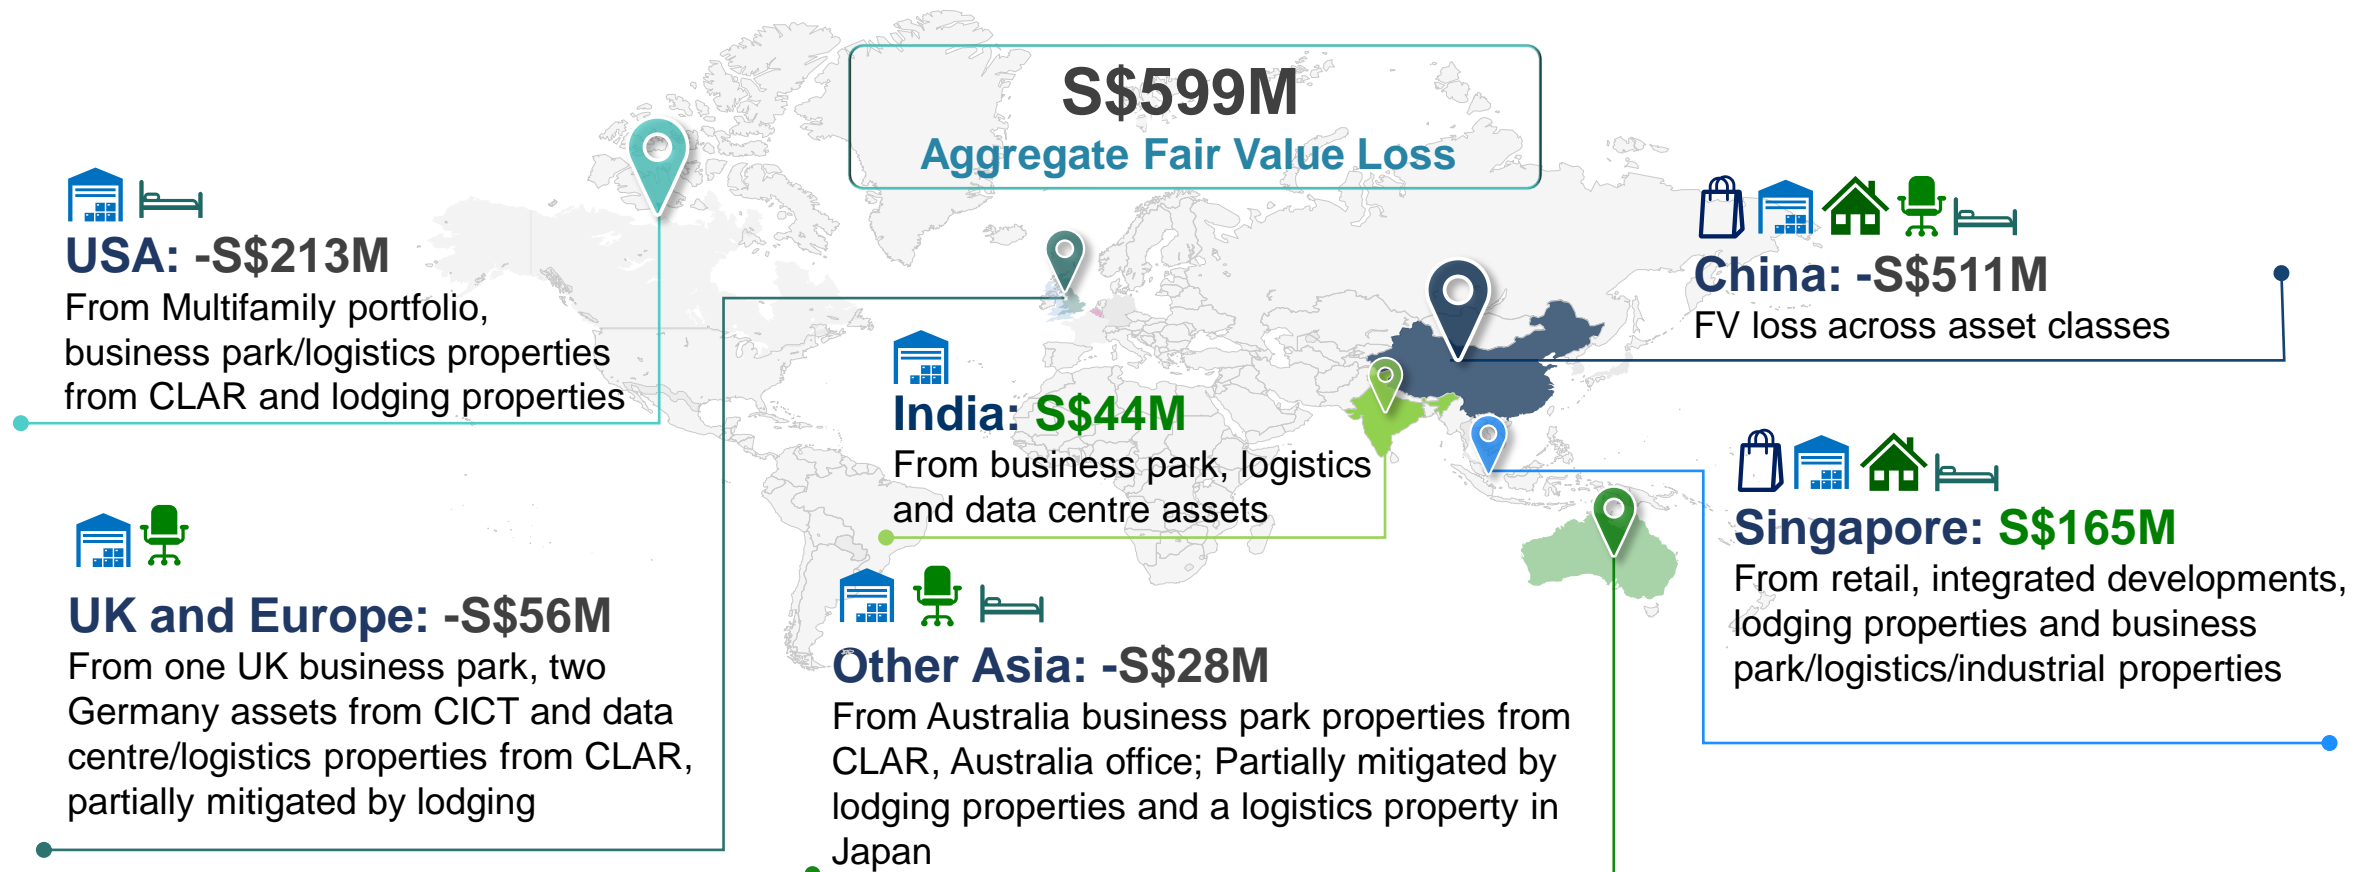 S$599M
Aggregate Fair Value Loss
USA: -S$213M
From Multifamily portfolio,
business park/logistics properties
from CLAR and lodging properties
China: -S$511M
FV loss across asset classes
India: S$44M
From business park, logistics
and data centre assets
Singapore: S$165M
From retail, integrated developments,
lodging properties and business
park/logistics/industrial properties
UK and Europe: -S$56M
From one UK business park, two
Germany assets from CICT and data
centre/logistics properties from CLAR,
partially mitigated by lodging
Other Asia: -S$28M
From Australia business park properties from
CLAR, Australia office; Partially mitigated by
lodging properties and a logistics property in
Japan